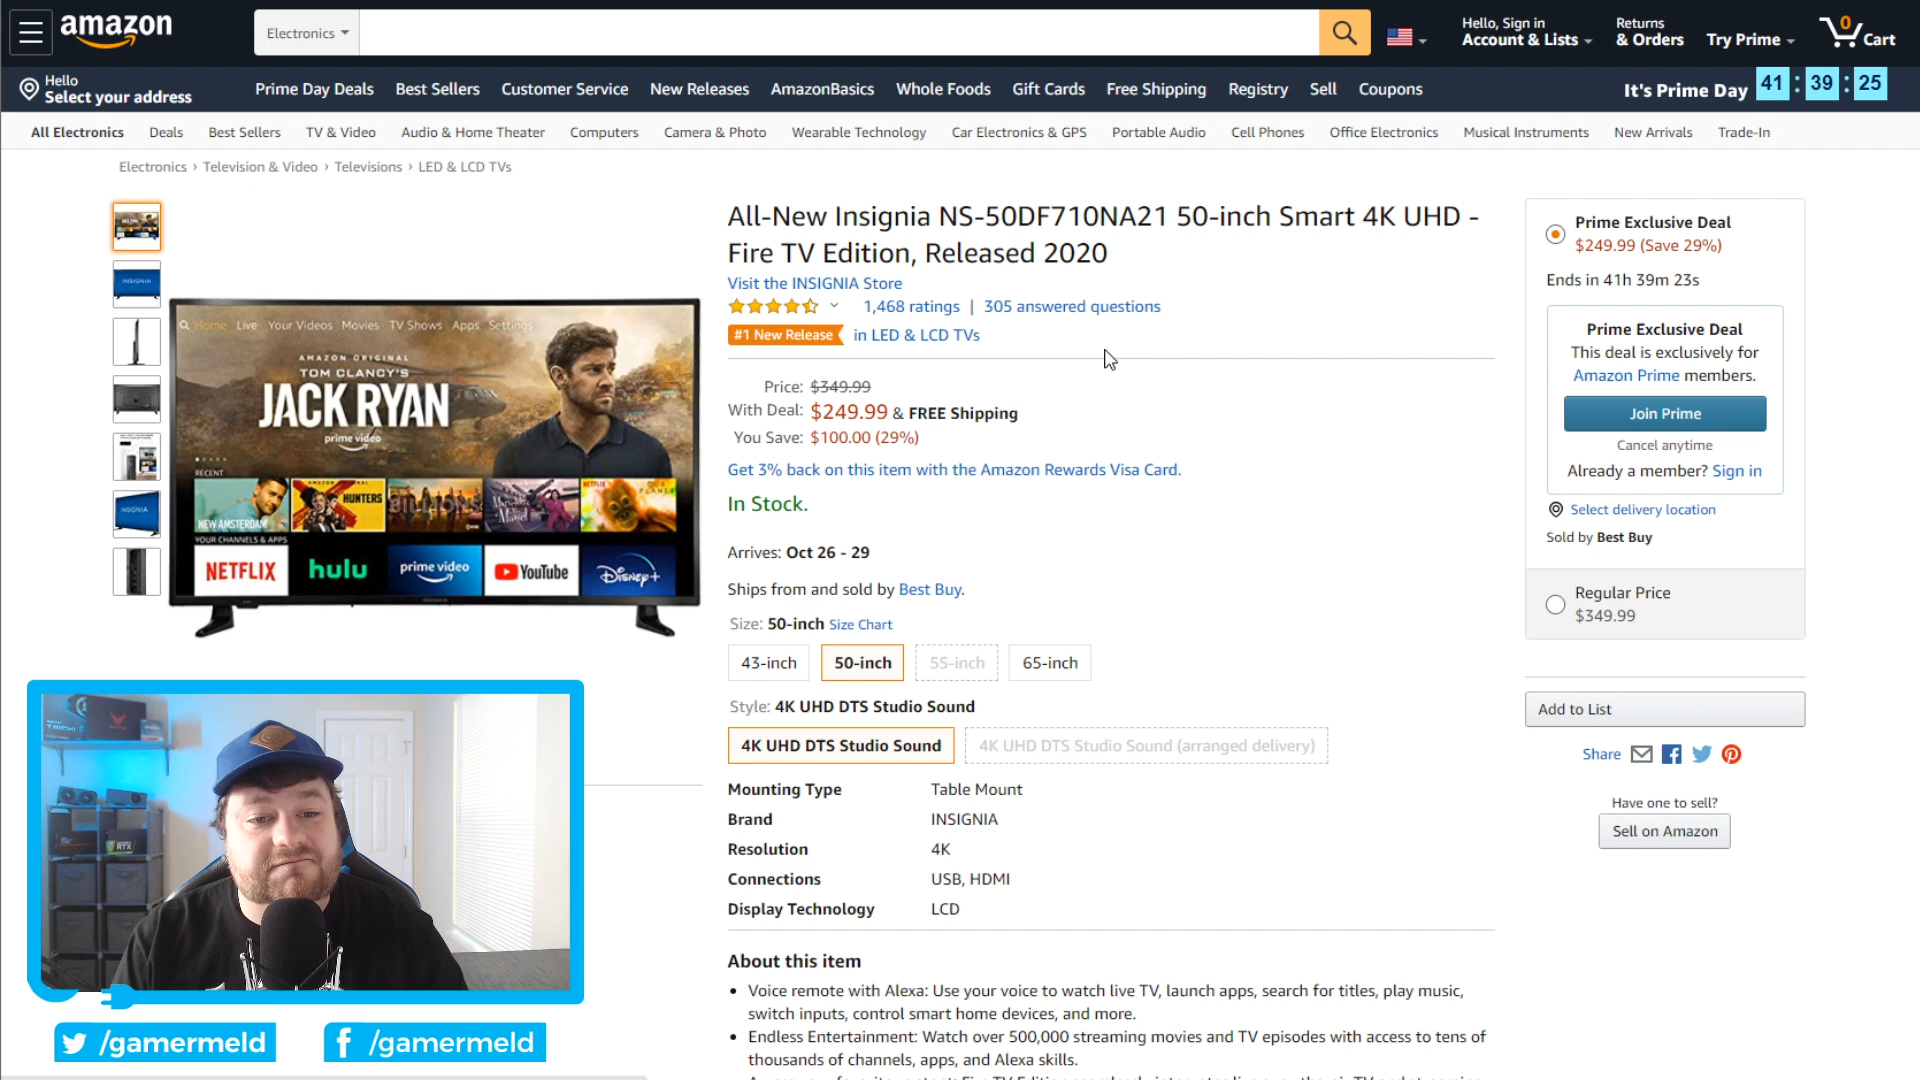 amazon
Electronics
Hello, Sign in
Account & Lists
Returns
& Orders
Try Prime
0
Cart
Hello
Select your address
Prime Day Deals
Best Sellers
Customer Service
New Releases
AmazonBasics
Whole Foods
Gift Cards
Free Shipping
Registry
Sell
Coupons
It's Prime Day 41 : 39 : 25
All Electronics
Deals
Best Sellers
TV & Video
Audio & Home Theater
Computers
Camera & Photo
Wearable Technology
Car Electronics & GPS
Portable Audio
Cell Phones
Office Electronics
Musical Instruments
New Arrivals
Trade-In
Electronics › Television & Video › Televisions › LED & LCD TVs
INSIGNIA
INSIGNIA
Home Live Your Videos Movies TV Shows Apps Settings
AMAZON ORIGINAL
TOM CLANCY'S
JACK RYAN
prime video
RECENT
NEW AMSTERDAM
HUNTERS
BILLIONS
NETFLIX
YOUR CHANNELS & APPS
NETFLIX
hulu
prime video
YouTube
Disney+
All-New Insignia NS-50DF710NA21 50-inch Smart 4K UHD -
Fire TV Edition, Released 2020
Visit the INSIGNIA Store
1,468 ratings | 305 answered questions
#1 New Release in LED & LCD TVs
Price: $349.99
With Deal: $249.99 & FREE Shipping
You Save: $100.00 (29%)
Get 3% back on this item with the Amazon Rewards Visa Card.
In Stock.
Arrives: Oct 26 - 29
Ships from and sold by Best Buy.
Size: 50-inch Size Chart
43-inch
50-inch
55-inch
65-inch
Style: 4K UHD DTS Studio Sound
4K UHD DTS Studio Sound
4K UHD DTS Studio Sound (arranged delivery)
Mounting Type Table Mount
Brand INSIGNIA
Resolution 4K
Connections USB, HDMI
Display Technology LCD
About this item
• Voice remote with Alexa: Use your voice to watch live TV, launch apps, search for titles, play music,
switch inputs, control smart home devices, and more.
• Endless Entertainment: Watch over 500,000 streaming movies and TV episodes with access to tens of
thousands of channels, apps, and Alexa skills.
Prime Exclusive Deal
$249.99 (Save 29%)
Ends in 41h 39m 23s
Prime Exclusive Deal
This deal is exclusively for
Amazon Prime members.
Join Prime
Cancel anytime
Already a member? Sign in
Select delivery location
Sold by Best Buy
Regular Price
$349.99
Add to List
Share
Have one to sell?
Sell on Amazon
RTX
/gamermeld
/gamermeld